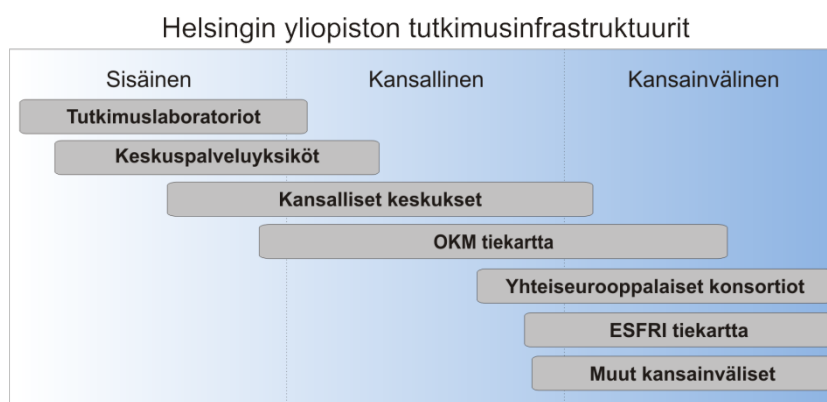 Helsingin yliopiston tutkimusinfrastruktuurit
Sisäinen
Kansallinen
Kansainvälinen
Tutkimuslaboratoriot
Keskuspalveluyksiköt
Kansalliset keskukset
OKM tiekartta
Yhteiseurooppalaiset konsortiot
ESFRI tiekartta
Muut kansainväliset